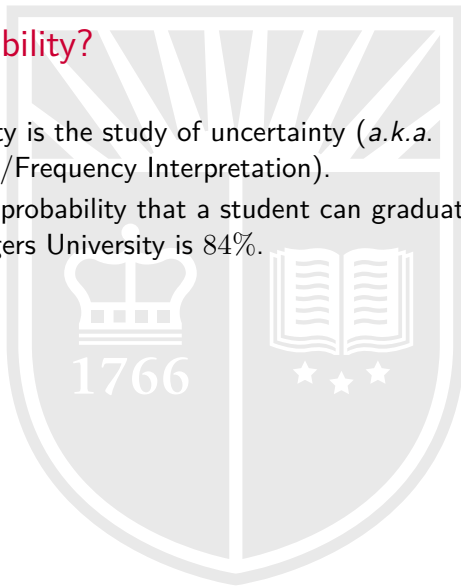 bility?
ty is the study of uncertainty (a.k.a.
/Frequency Interpretation).
probability that a student can graduat
gers University is 84%.
1766